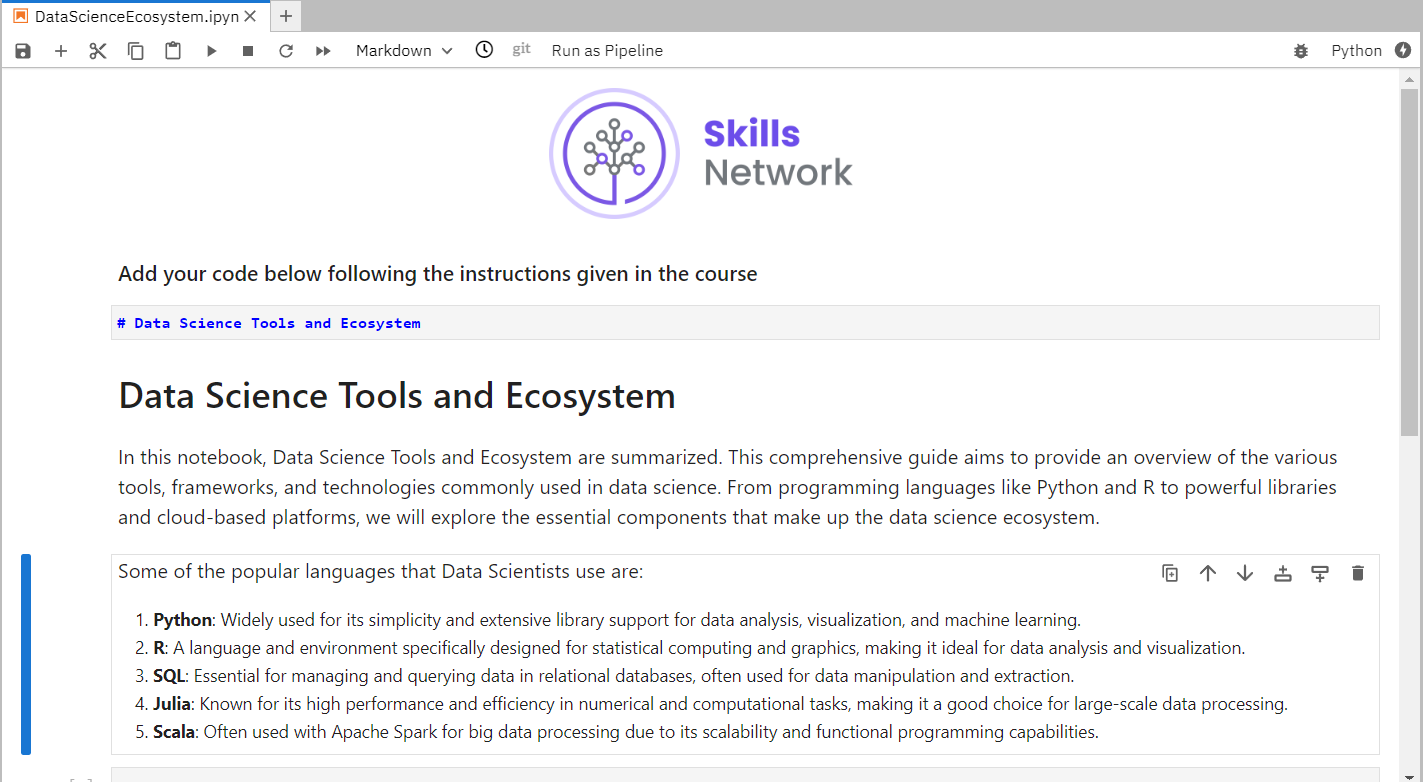 DataScienceEcosystem.ipyn
Markdown git Run as Pipeline Python
Skills
Network
Add your code below following the instructions given in the course
# Data Science Tools and Ecosystem
Data Science Tools and Ecosystem
In this notebook, Data Science Tools and Ecosystem are summarized. This comprehensive guide aims to provide an overview of the various
tools, frameworks, and technologies commonly used in data science. From programming languages like Python and R to powerful libraries
and cloud-based platforms, we will explore the essential components that make up the data science ecosystem.
Some of the popular languages that Data Scientists use are:
1. Python: Widely used for its simplicity and extensive library support for data analysis, visualization, and machine learning.
2. R: A language and environment specifically designed for statistical computing and graphics, making it ideal for data analysis and visualization.
3. SQL: Essential for managing and querying data in relational databases, often used for data manipulation and extraction.
4. Julia: Known for its high performance and efficiency in numerical and computational tasks, making it a good choice for large-scale data processing.
5. Scala: Often used with Apache Spark for big data processing due to its scalability and functional programming capabilities.